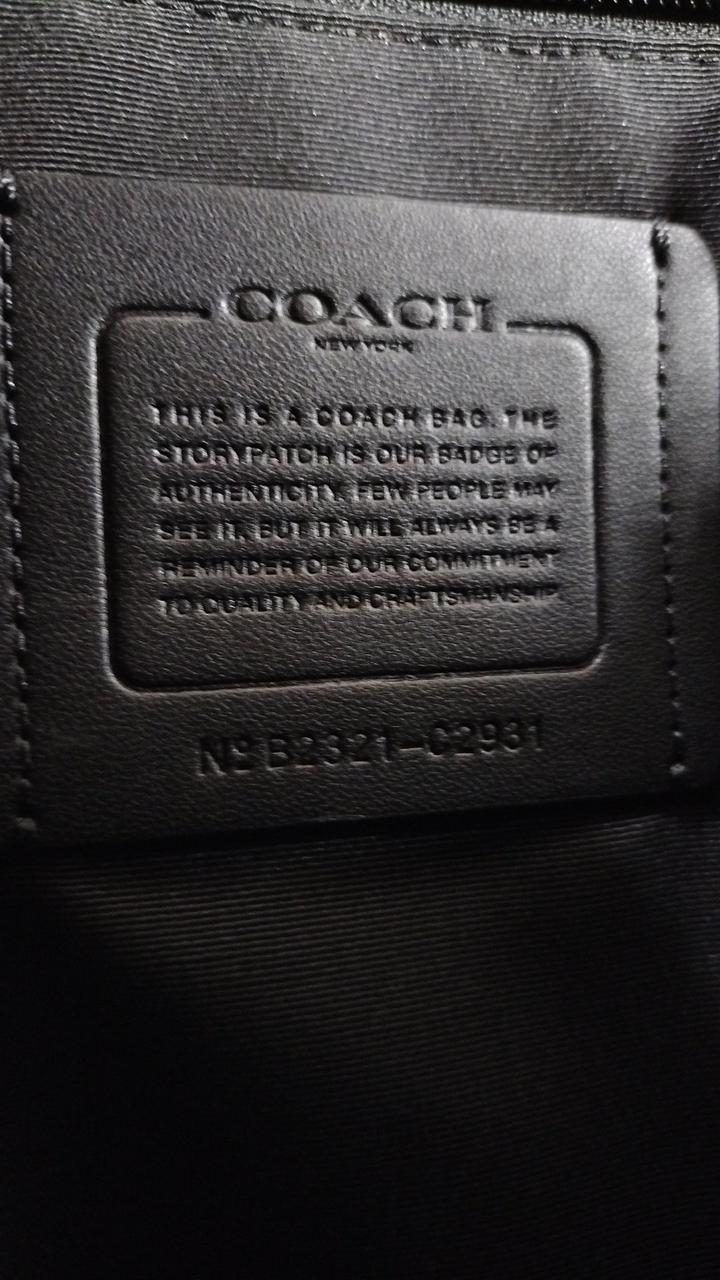 COACH
NEW YORK
THIS IS A COACH BAG. THE
STORYPATCH IS OUR BADGE OF
AUTHENTICITY. FEW PEOPLE MAY
SEE IT, BUT IT WILL ALWAYS BE A
REMINDER OF OUR COMMITMENT
TO QUALITY AND CRAFTSMANSHIP.
Nº B2321-C2931